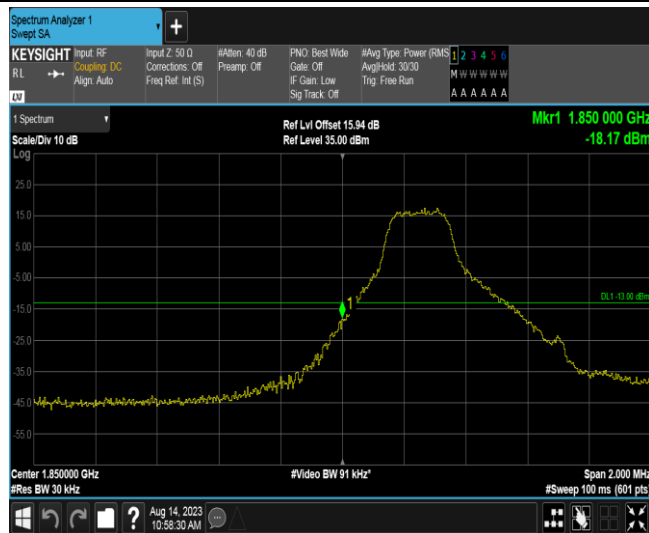 Spectrum Analyzer 1
Swept SA
+
KEYSIGHT
RL
LXI
Input: RF
Coupling: DC
Align: Auto
Input Z: 50 Ω
Corrections: Off
Freq Ref: Int (S)
#Atten: 40 dB
Preamp: Off
PNO: Best Wide
Gate: Off
IF Gain: Low
Sig Track: Off
#Avg Type: Power (RMS
Avg|Hold: 30/30
Trig: Free Run
1 2 3 4 5 6
M W W W W W
A A A A A A
1 Spectrum
Scale/Div 10 dB
Log
Ref Lvl Offset 15.94 dB
Ref Level 35.00 dBm
Mkr1 1.850 000 GHz
-18.17 dBm
25.0
15.0
5.00
-5.00
-15.0
-25.0
-35.0
-45.0
-55.0
1
DL1 -13.00 dBm
Center 1.850000 GHz
#Res BW 30 kHz
#Video BW 91 kHz*
Span 2.000 MHz
#Sweep 100 ms (601 pts)
?
Aug 14, 2023
10:58:30 AM